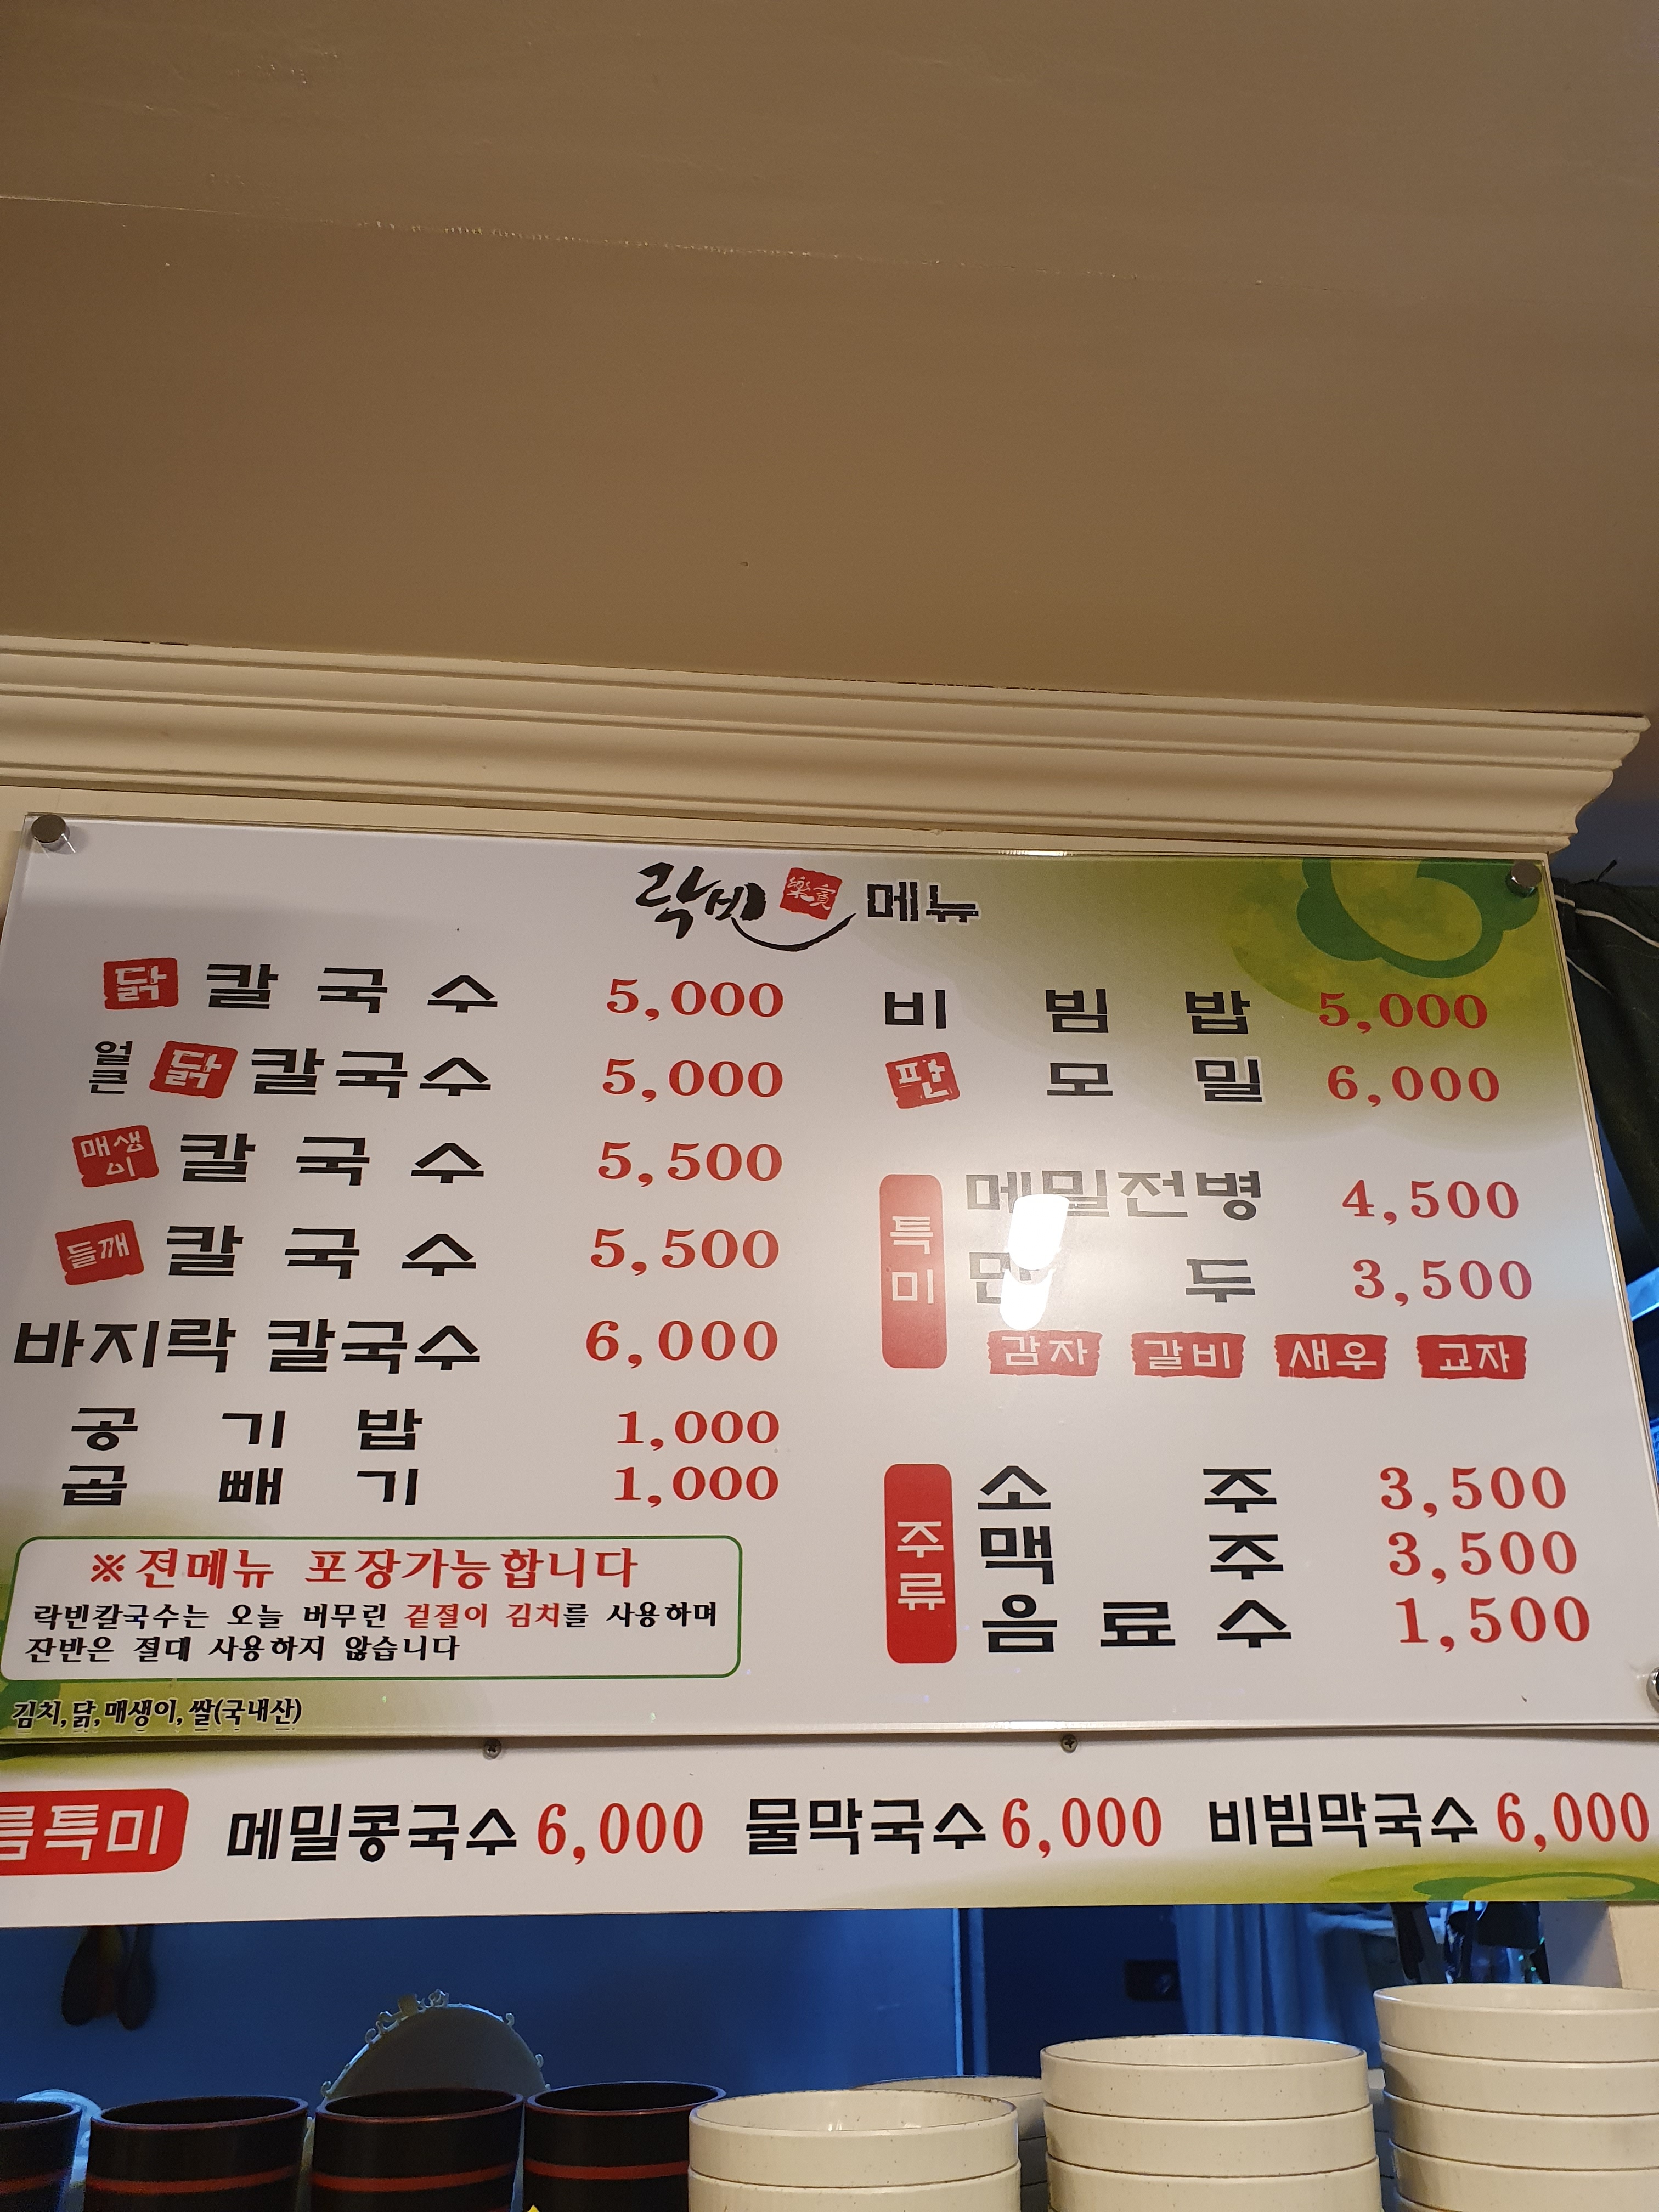 락빈 樂賓 메뉴
닭 칼국수 5,000
얼큰 닭 칼국수 5,000
매생이 칼국수 5,500
들깨 칼국수 5,500
바지락 칼국수 6,000
공기밥 1,000
곱빼기 1,000
※전메뉴 포장가능합니다
락빈칼국수는 오늘 버무린 겉절이 김치를 사용하며
잔반은 절대 사용하지 않습니다
김치,닭,매생이,쌀(국내산)
비빔밥 5,000
판모밀 6,000
특미
메밀전병 4,500
만두 3,500
감자 갈비 새우 교자
주류
소주 3,500
맥주 3,500
음료수 1,500
름특미 메밀콩국수 6,000 물막국수 6,000 비빔막국수 6,000